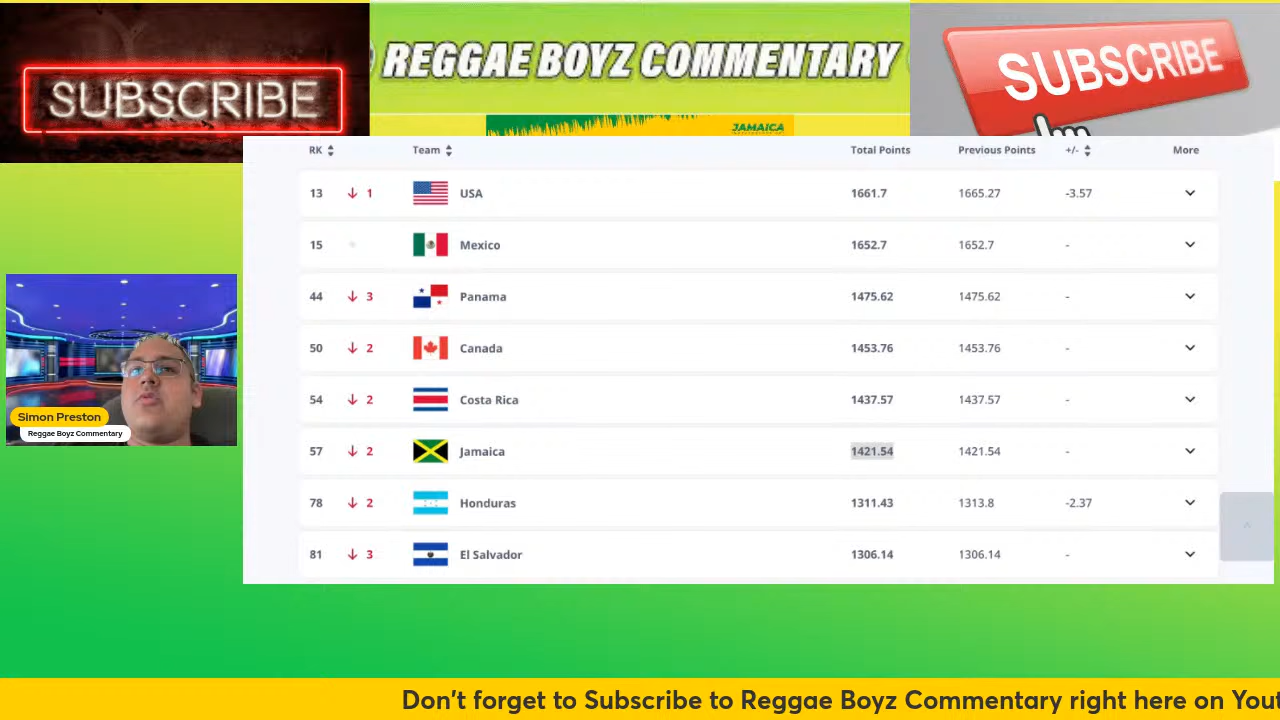 SUBSCRIBE
REGGAE BOYZ COMMENTARY
SUBSCRIBE
JAMAICA
RK Team Total Points Previous Points +/- More
13 1 USA 1661.7 1665.27 -3.57
15 Mexico 1652.7 1652.7 -
44 3 Panama 1475.62 1475.62 -
50 2 Canada 1453.76 1453.76 -
54 2 Costa Rica 1437.57 1437.57 -
57 2 Jamaica 1421.54 1421.54 -
78 2 Honduras 1311.43 1313.8 -2.37
81 3 El Salvador 1306.14 1306.14 -
Simon Preston
Reggae Boyz Commentary
Don't forget to Subscribe to Reggae Boyz Commentary right here on Yout